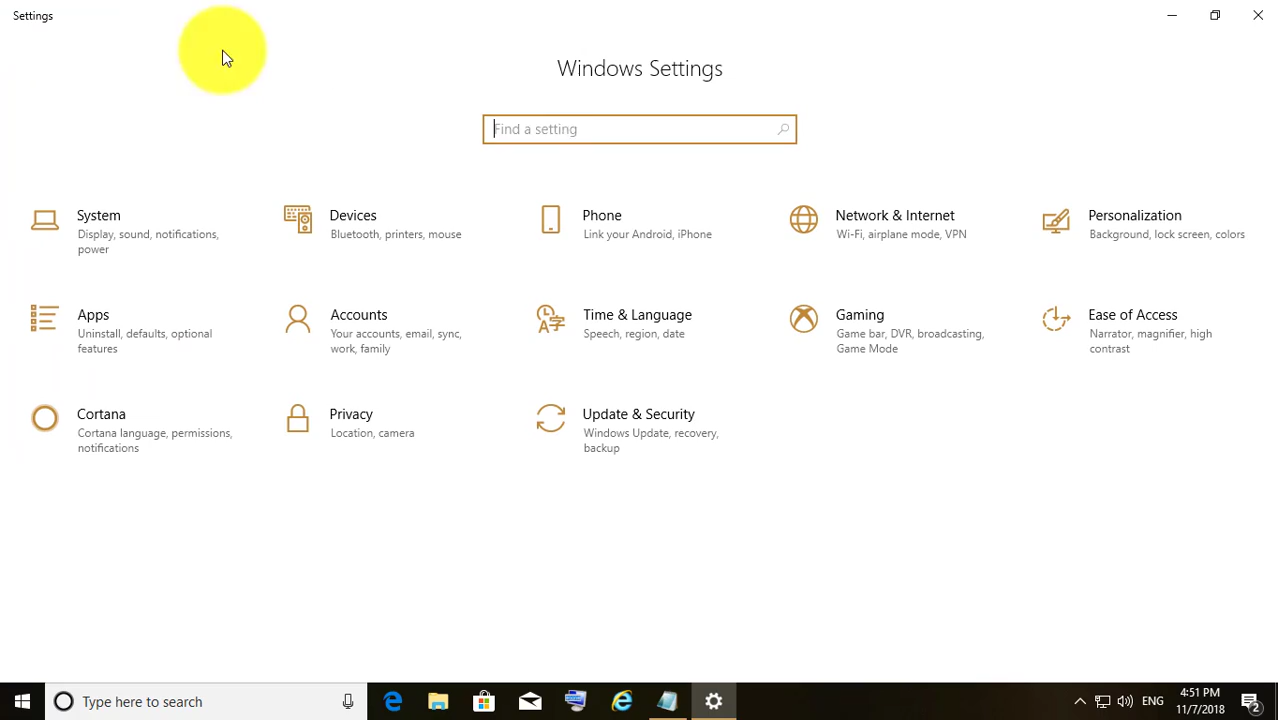 Settings
Windows Settings
Find a setting
System
Display, sound, notifications,
power
Devices
Bluetooth, printers, mouse
Phone
Link your Android, iPhone
Network & Internet
Wi-Fi, airplane mode, VPN
Personalization
Background, lock screen, colors
Apps
Uninstall, defaults, optional
features
Accounts
Your accounts, email, sync,
work, family
Time & Language
Speech, region, date
Gaming
Game bar, DVR, broadcasting,
Game Mode
Ease of Access
Narrator, magnifier, high
contrast
Cortana
Cortana language, permissions,
notifications
Privacy
Location, camera
Update & Security
Windows Update, recovery,
backup
Type here to search
ENG
4:51 PM
11/7/2018
2